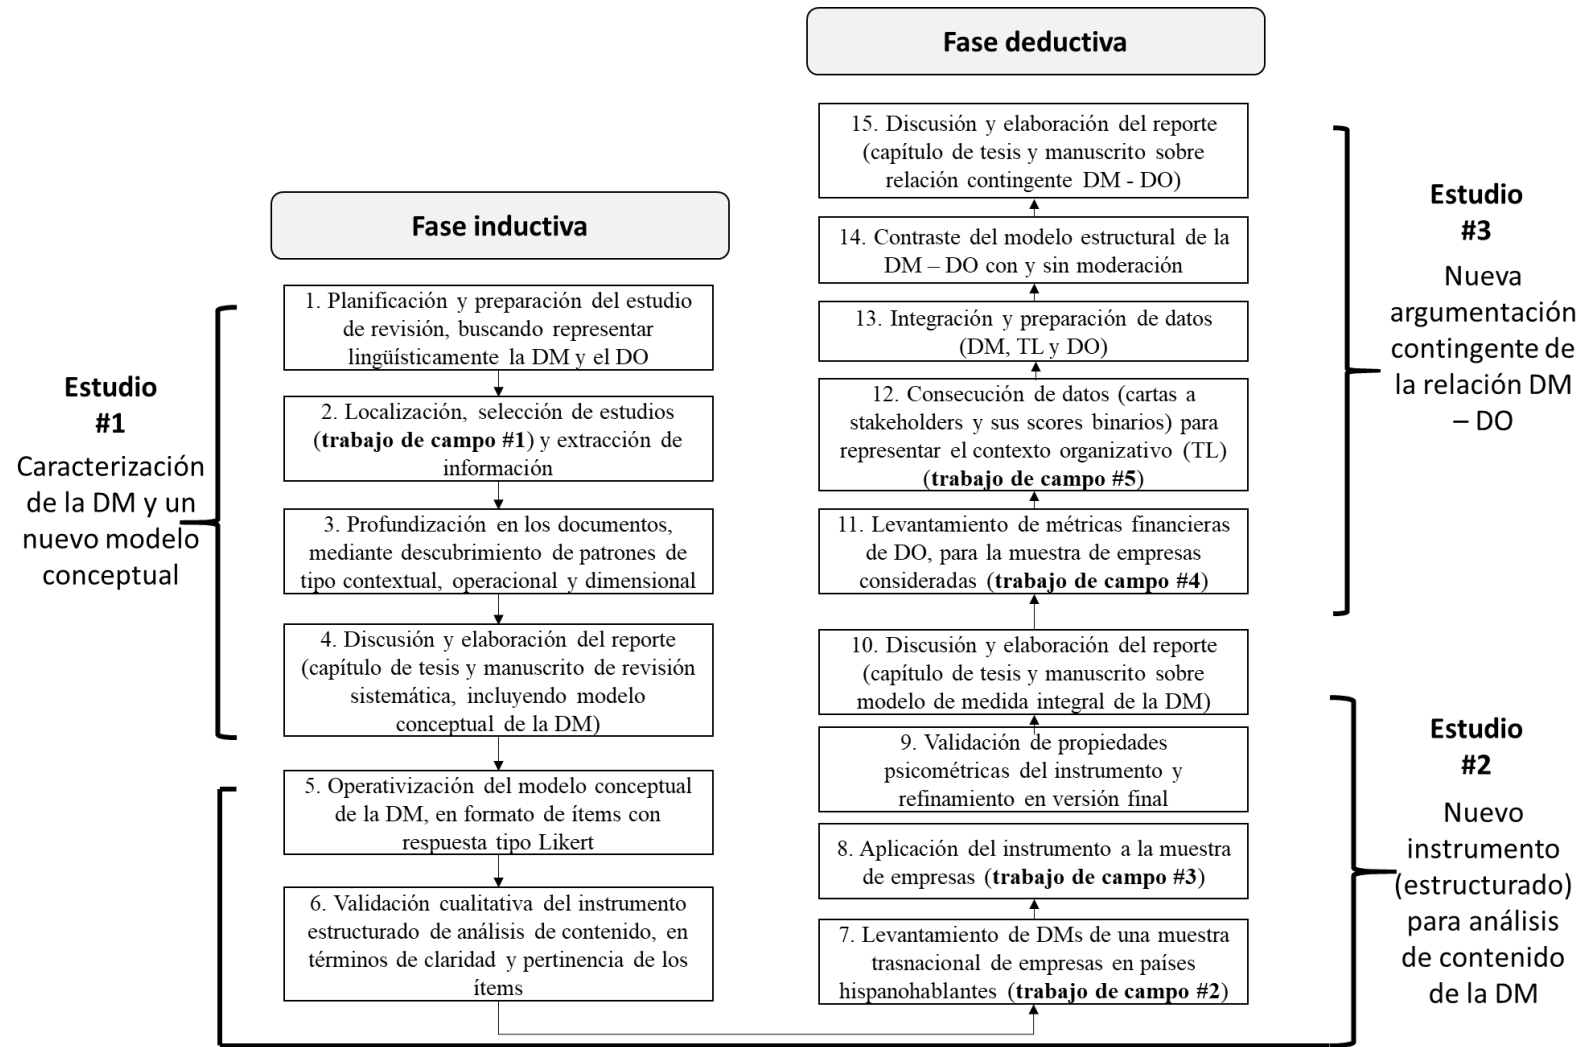 Fase deductiva
15. Discusión y elaboración del reporte
(capítulo de tesis y manuscrito sobre
relación contingente DM - DO)
14. Contraste del modelo estructural de la
DM – DO con y sin moderación
13. Integración y preparación de datos
(DM, TL y DO)
12. Consecución de datos (cartas a
stakeholders y sus scores binarios) para
representar el contexto organizativo (TL)
(trabajo de campo #5)
11. Levantamiento de métricas financieras
de DO, para la muestra de empresas
consideradas (trabajo de campo #4)
10. Discusión y elaboración del reporte
(capítulo de tesis y manuscrito sobre
modelo de medida integral de la DM)
9. Validación de propiedades
psicométricas del instrumento y
refinamiento en versión final
8. Aplicación del instrumento a la muestra
de empresas (trabajo de campo #3)
7. Levantamiento de DMs de una muestra
trasnacional de empresas en países
hispanohablantes (trabajo de campo #2)
Fase inductiva
1. Planificación y preparación del estudio
de revisión, buscando representar
lingüísticamente la DM y el DO
2. Localización, selección de estudios
(trabajo de campo #1) y extracción de
información
3. Profundización en los documentos,
mediante descubrimiento de patrones de
tipo contextual, operacional y dimensional
4. Discusión y elaboración del reporte
(capítulo de tesis y manuscrito de revisión
sistemática, incluyendo modelo
conceptual de la DM)
5. Operativización del modelo conceptual
de la DM, en formato de ítems con
respuesta tipo Likert
6. Validación cualitativa del instrumento
estructurado de análisis de contenido, en
términos de claridad y pertinencia de los
ítems
Estudio
#1
Caracterización
de la DM y un
nuevo modelo
conceptual
Estudio
#3
Nueva
argumentación
contingente de
la relación DM
– DO
Estudio
#2
Nuevo
instrumento
(estructurado)
para análisis
de contenido
de la DM